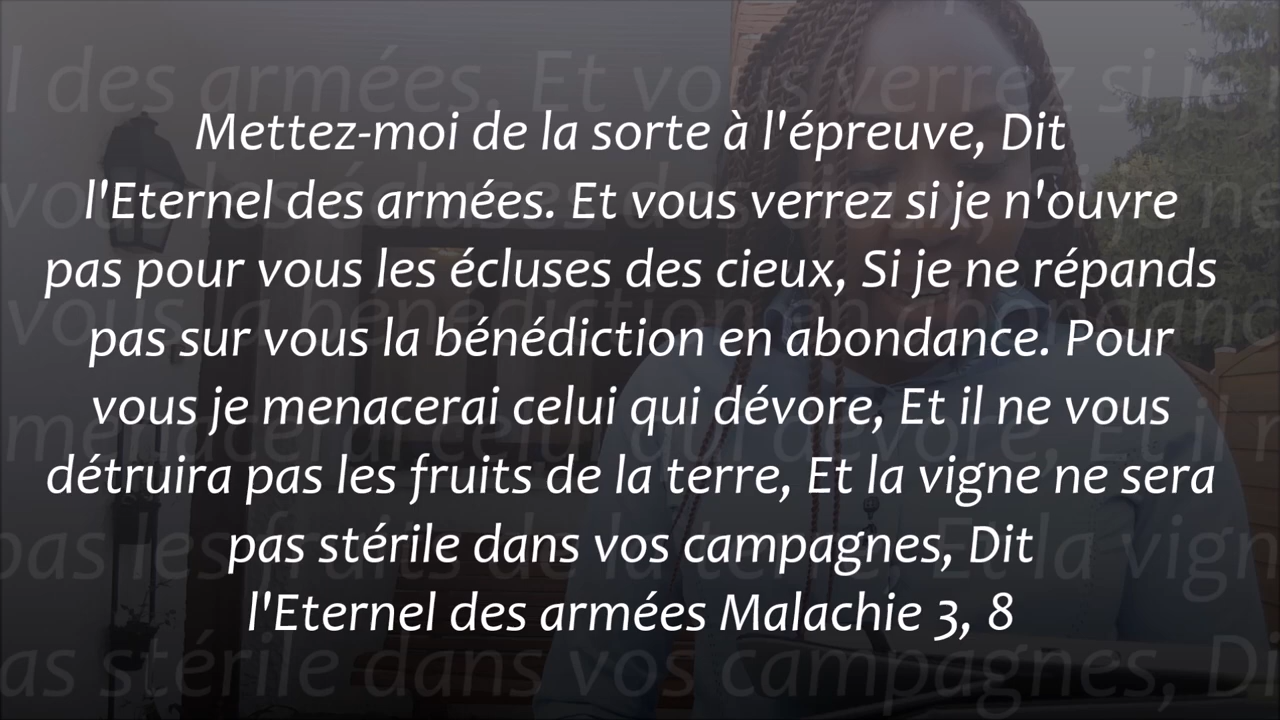 Mettez-moi de la sorte à l'épreuve, Dit
l'Eternel des armées. Et vous verrez si je n'ouvre
pas pour vous les écluses des cieux, Si je ne répands
pas sur vous la bénédiction en abondance. Pour
vous je menacerai celui qui dévore, Et il ne vous
détruira pas les fruits de la terre, Et la vigne ne sera
pas stérile dans vos campagnes, Dit
l'Eternel des armées Malachie 3, 8